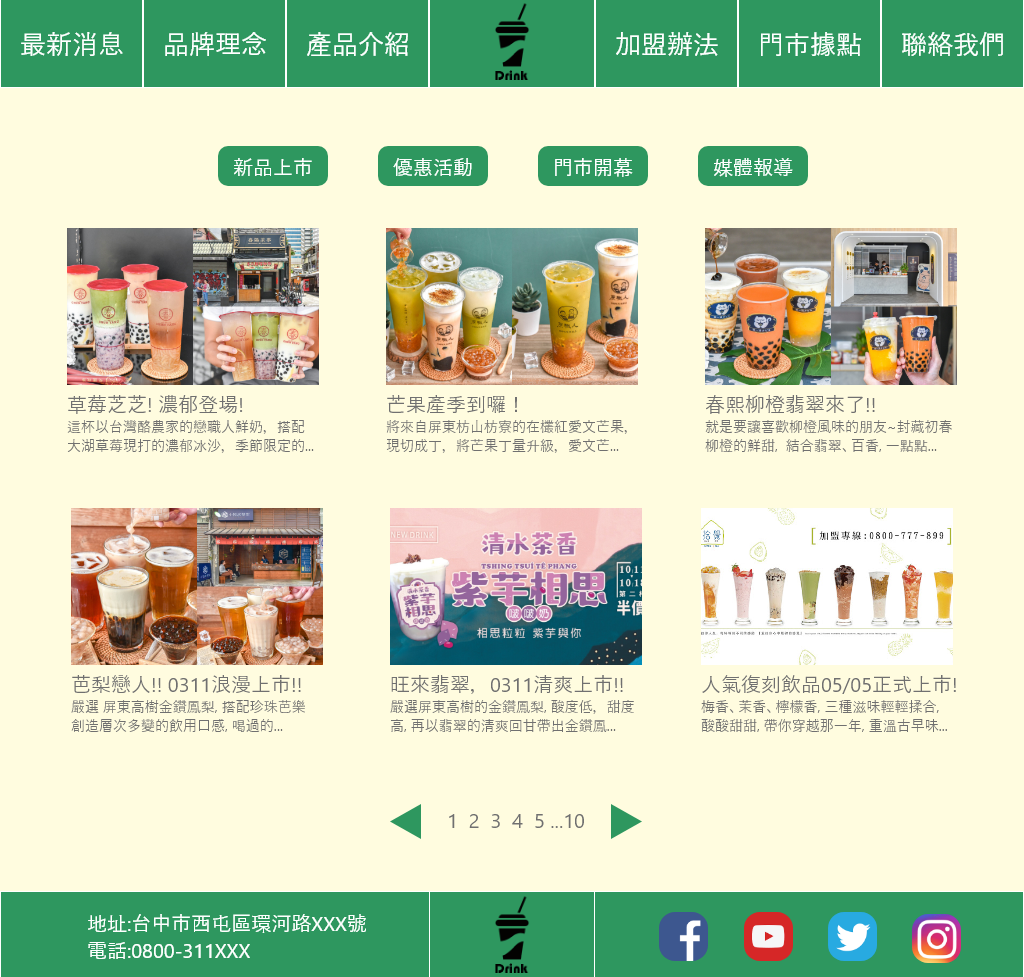 最新消息
品牌理念
產品介紹
Drink
加盟辦法
門市據點
聯絡我們
新品上市
優惠活動
門市開幕
媒體報導
草莓芝芝! 濃郁登場!
這杯以台灣酪農家的戀職人鮮奶，搭配
大湖草莓現打的濃郁冰沙，季節限定的...
芒果產季到囉！
將來自屏東枋山枋寮的在欉紅愛文芒果,
現切成丁，將芒果丁量升級，愛文芒...
春熙柳橙翡翠來了!!
就是要讓喜歡柳橙風味的朋友~封藏初春
柳橙的鮮甜, 結合翡翠、百香, 一點點...
NEW DRINK
清水茶香
TSHING TSUÍ TÊ PHANG
紫芋相思
啵啵奶
相思粒粒 紫芋與你
清水茶香
紫芋
相思
半價
加盟專線:0800-777-899
芭梨戀人!! 0311浪漫上市!!
嚴選 屏東高樹金鑽鳳梨, 搭配珍珠芭樂
創造層次多變的飲用口感, 喝過的...
旺來翡翠，0311清爽上市!!
嚴選屏東高樹的金鑽鳳梨, 酸度低，甜度
高, 再以翡翠的清爽回甘帶出金鑽鳳...
人氣復刻飲品05/05正式上市!
梅香、茉香、檸檬香, 三種滋味輕輕揉合,
酸酸甜甜, 帶你穿越那一年, 重溫古早味...
1 2 3 4 5 ...10
地址:台中市西屯區環河路XXX號
電話:0800-311XXX
Drink